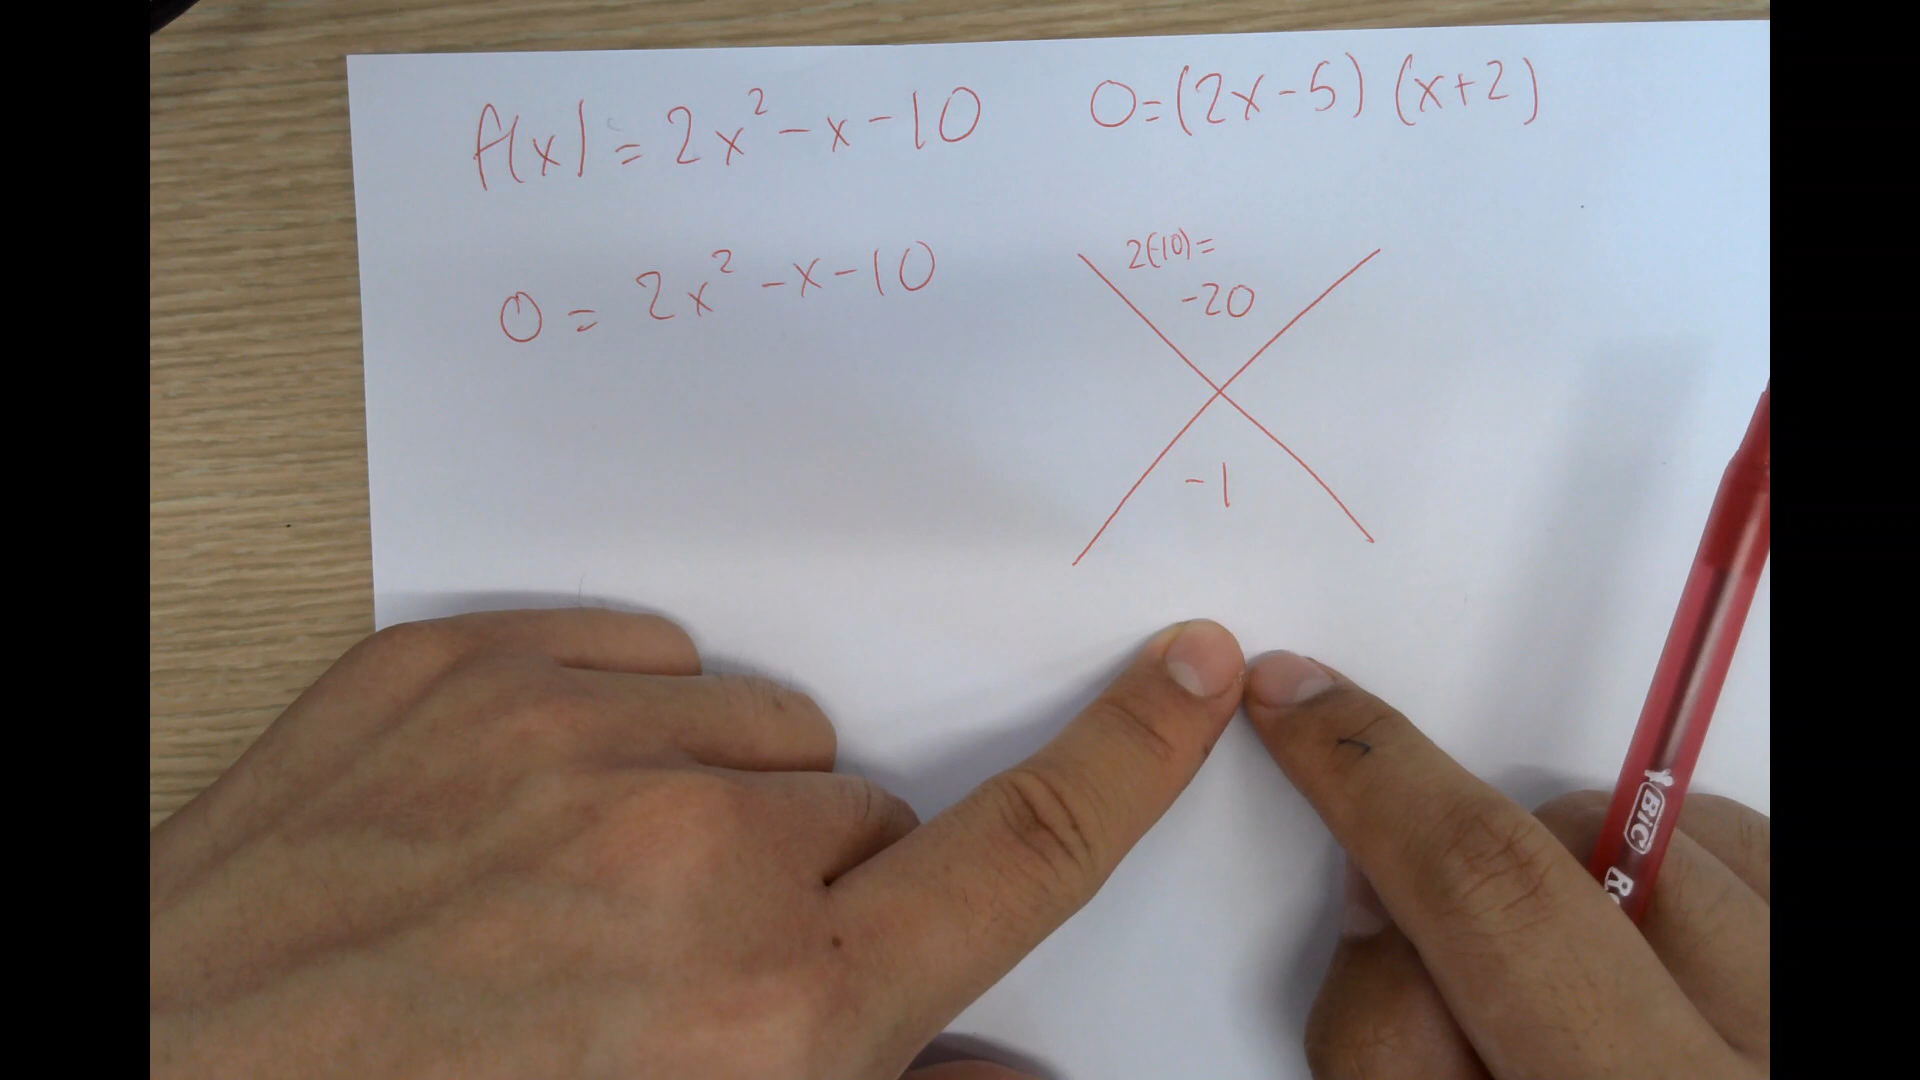 f(x) = 2x² - x - 10
0 = 2x² - x - 10
0 = (2x - 5) (x + 2)
2(-10) =
-20
-1
BIC